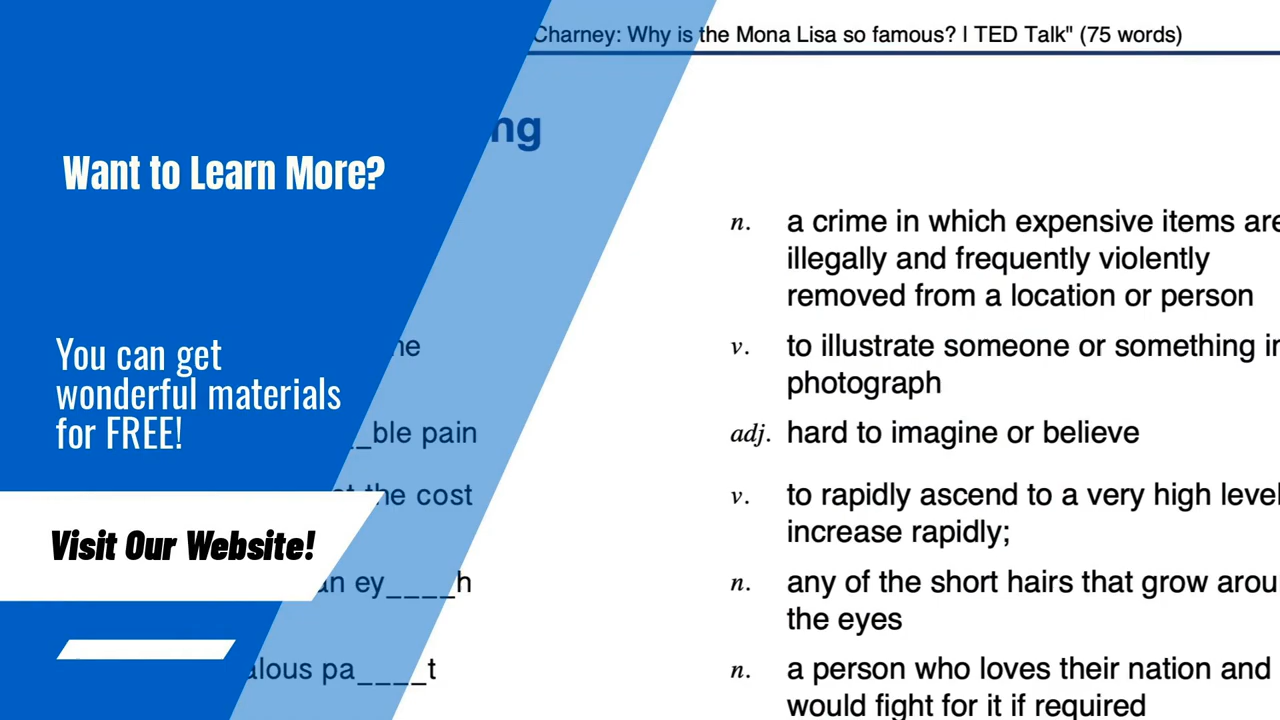 Charney: Why is the Mona Lisa so famous? | TED Talk" (75 words)
ng
Want to Learn More?
You can get
wonderful materials
for FREE!
Visit Our Website!
n. a crime in which expensive items are
illegally and frequently violently
removed from a location or person
ne v. to illustrate someone or something in
photograph
_ble pain adj. hard to imagine or believe
the cost v. to rapidly ascend to a very high level
increase rapidly;
an ey____h n. any of the short hairs that grow arou
the eyes
alous pa____t n. a person who loves their nation and
would fight for it if required